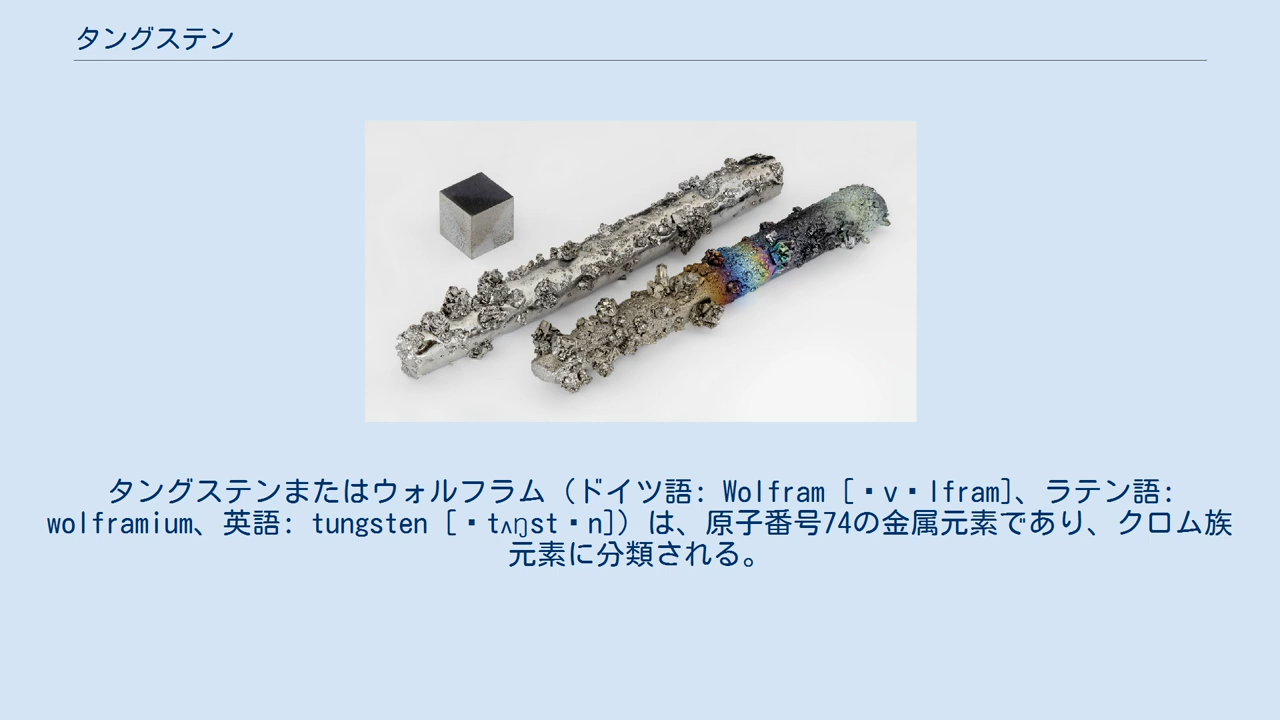 タングステン
タングステンまたはウォルフラム（ドイツ語: Wolfram [･v･lfram]、ラテン語:
wolframium、英語: tungsten [･tʌŋst･n]）は、原子番号74の金属元素であり、クロム族
元素に分類される。